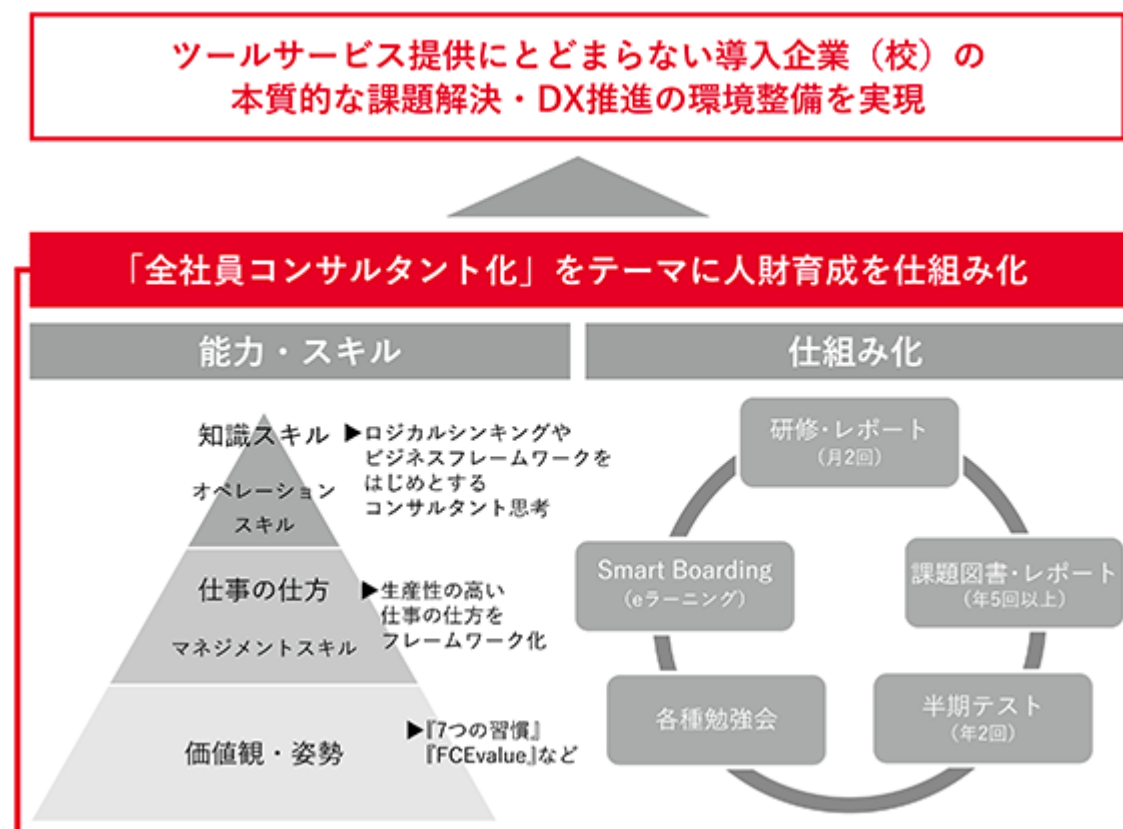 ツールサービス提供にとどまらない導入企業（校）の
本質的な課題解決・DX推進の環境整備を実現
「全社員コンサルタント化」をテーマに人財育成を仕組み化
能力・スキル
知識スキル
オペレーション
スキル
▶ロジカルシンキングや
ビジネスフレームワークを
はじめとする
コンサルタント思考
仕事の仕方
マネジメントスキル
▶生産性の高い
仕事の仕方を
フレームワーク化
価値観・姿勢
▶『7つの習慣』
『FCEvalue』など
仕組み化
研修・レポート
（月2回）
課題図書・レポート
（年5回以上）
半期テスト
（年2回）
各種勉強会
Smart Boarding
（eラーニング）